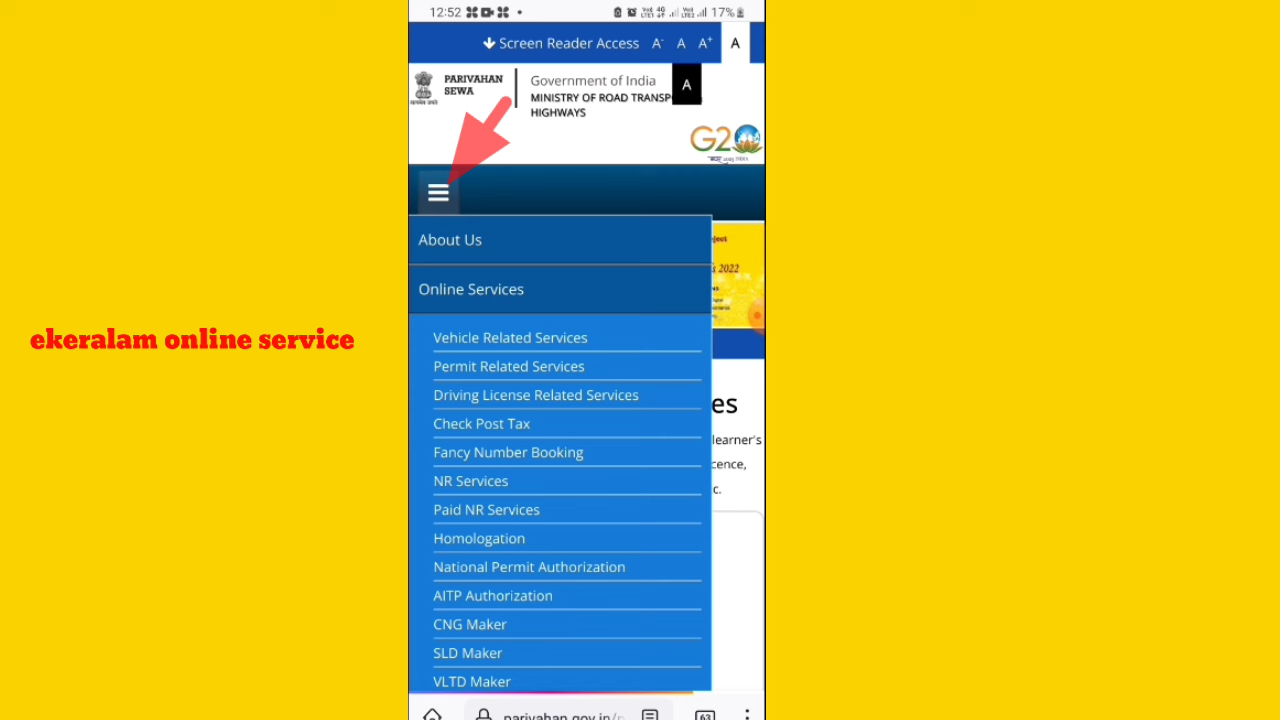 12:52
17%
Screen Reader Access A- A A+ A
A
PARIVAHAN
SEWA
Government of India
MINISTRY OF ROAD TRANSP
HIGHWAYS
G20
About Us
Online Services
2022
Vehicle Related Services
ekeralam online service
Permit Related Services
Driving License Related Services
es
Check Post Tax
learner's
Fancy Number Booking
cence,
NR Services
c.
Paid NR Services
Homologation
National Permit Authorization
AITP Authorization
CNG Maker
SLD Maker
VLTD Maker
parivahan.gov.in/p
63